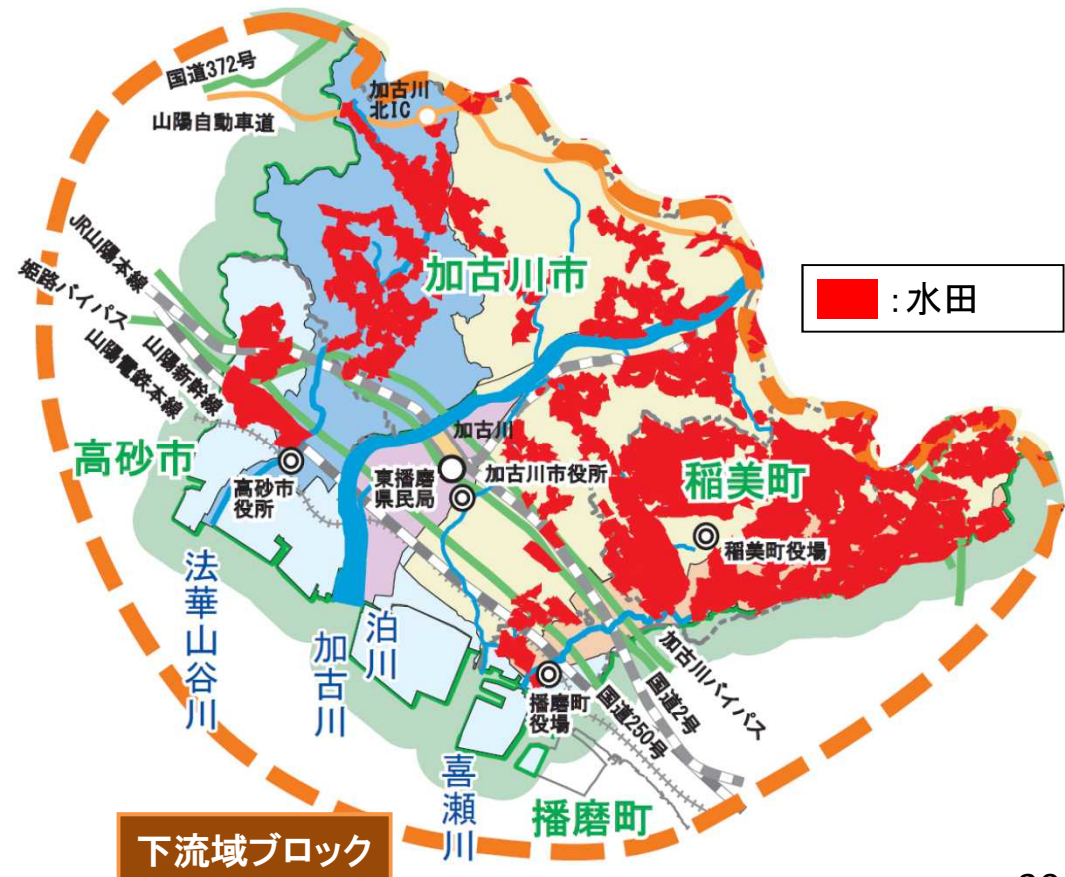 国道372号
山陽自動車道
加古川
北IC
JR山陽本線
姫路バイパス
山陽新幹線
山陽電鉄本線
加古川市
:水田
高砂市
高砂市
役所
加古川
東播磨
県民局
加古川市役所
稲美町
稲美町役場
法華山谷川
加古川
泊川
喜瀬川
播磨町
役場
播磨町
加古川バイパス
国道2号
国道250号
下流域ブロック